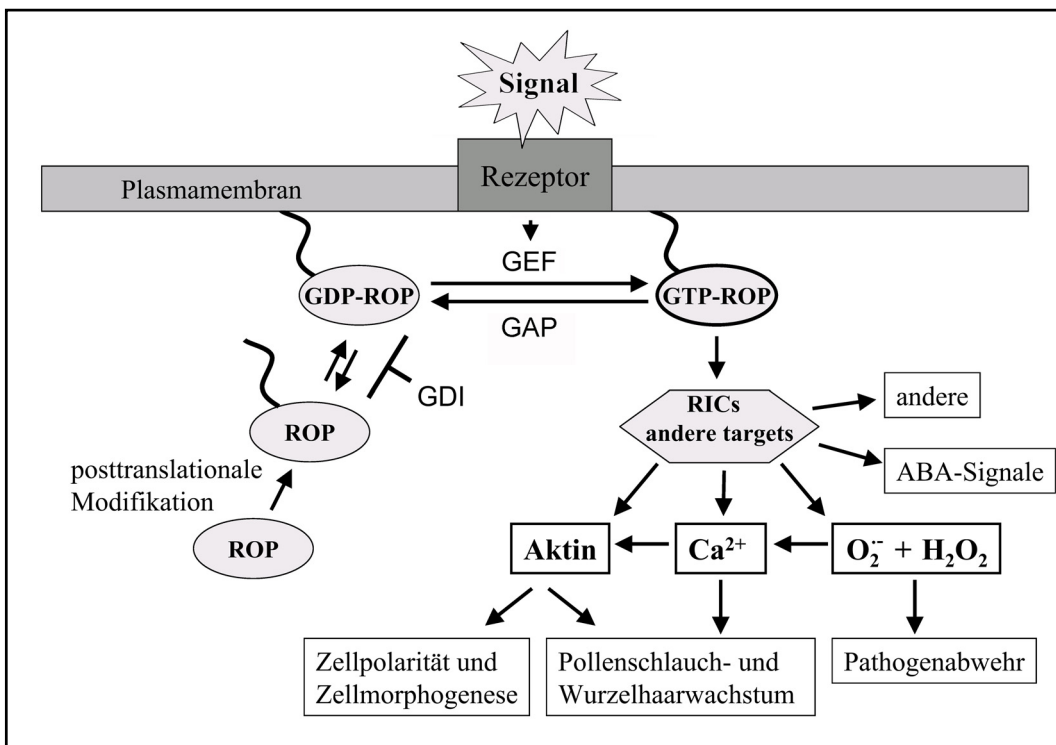 Signal
Rezeptor
Plasmamembran
GEF
GDP-ROP
GTP-ROP
GAP
GDI
ROP
RICs
andere targets
andere
ABA-Signale
posttranslationale
Modifikation
ROP
Aktin
Ca²⁺
O₂˙⁻ + H₂O₂
Zellpolarität und
Zellmorphogenese
Pollenschlauch- und
Wurzelhaarwachstum
Pathogenabwehr